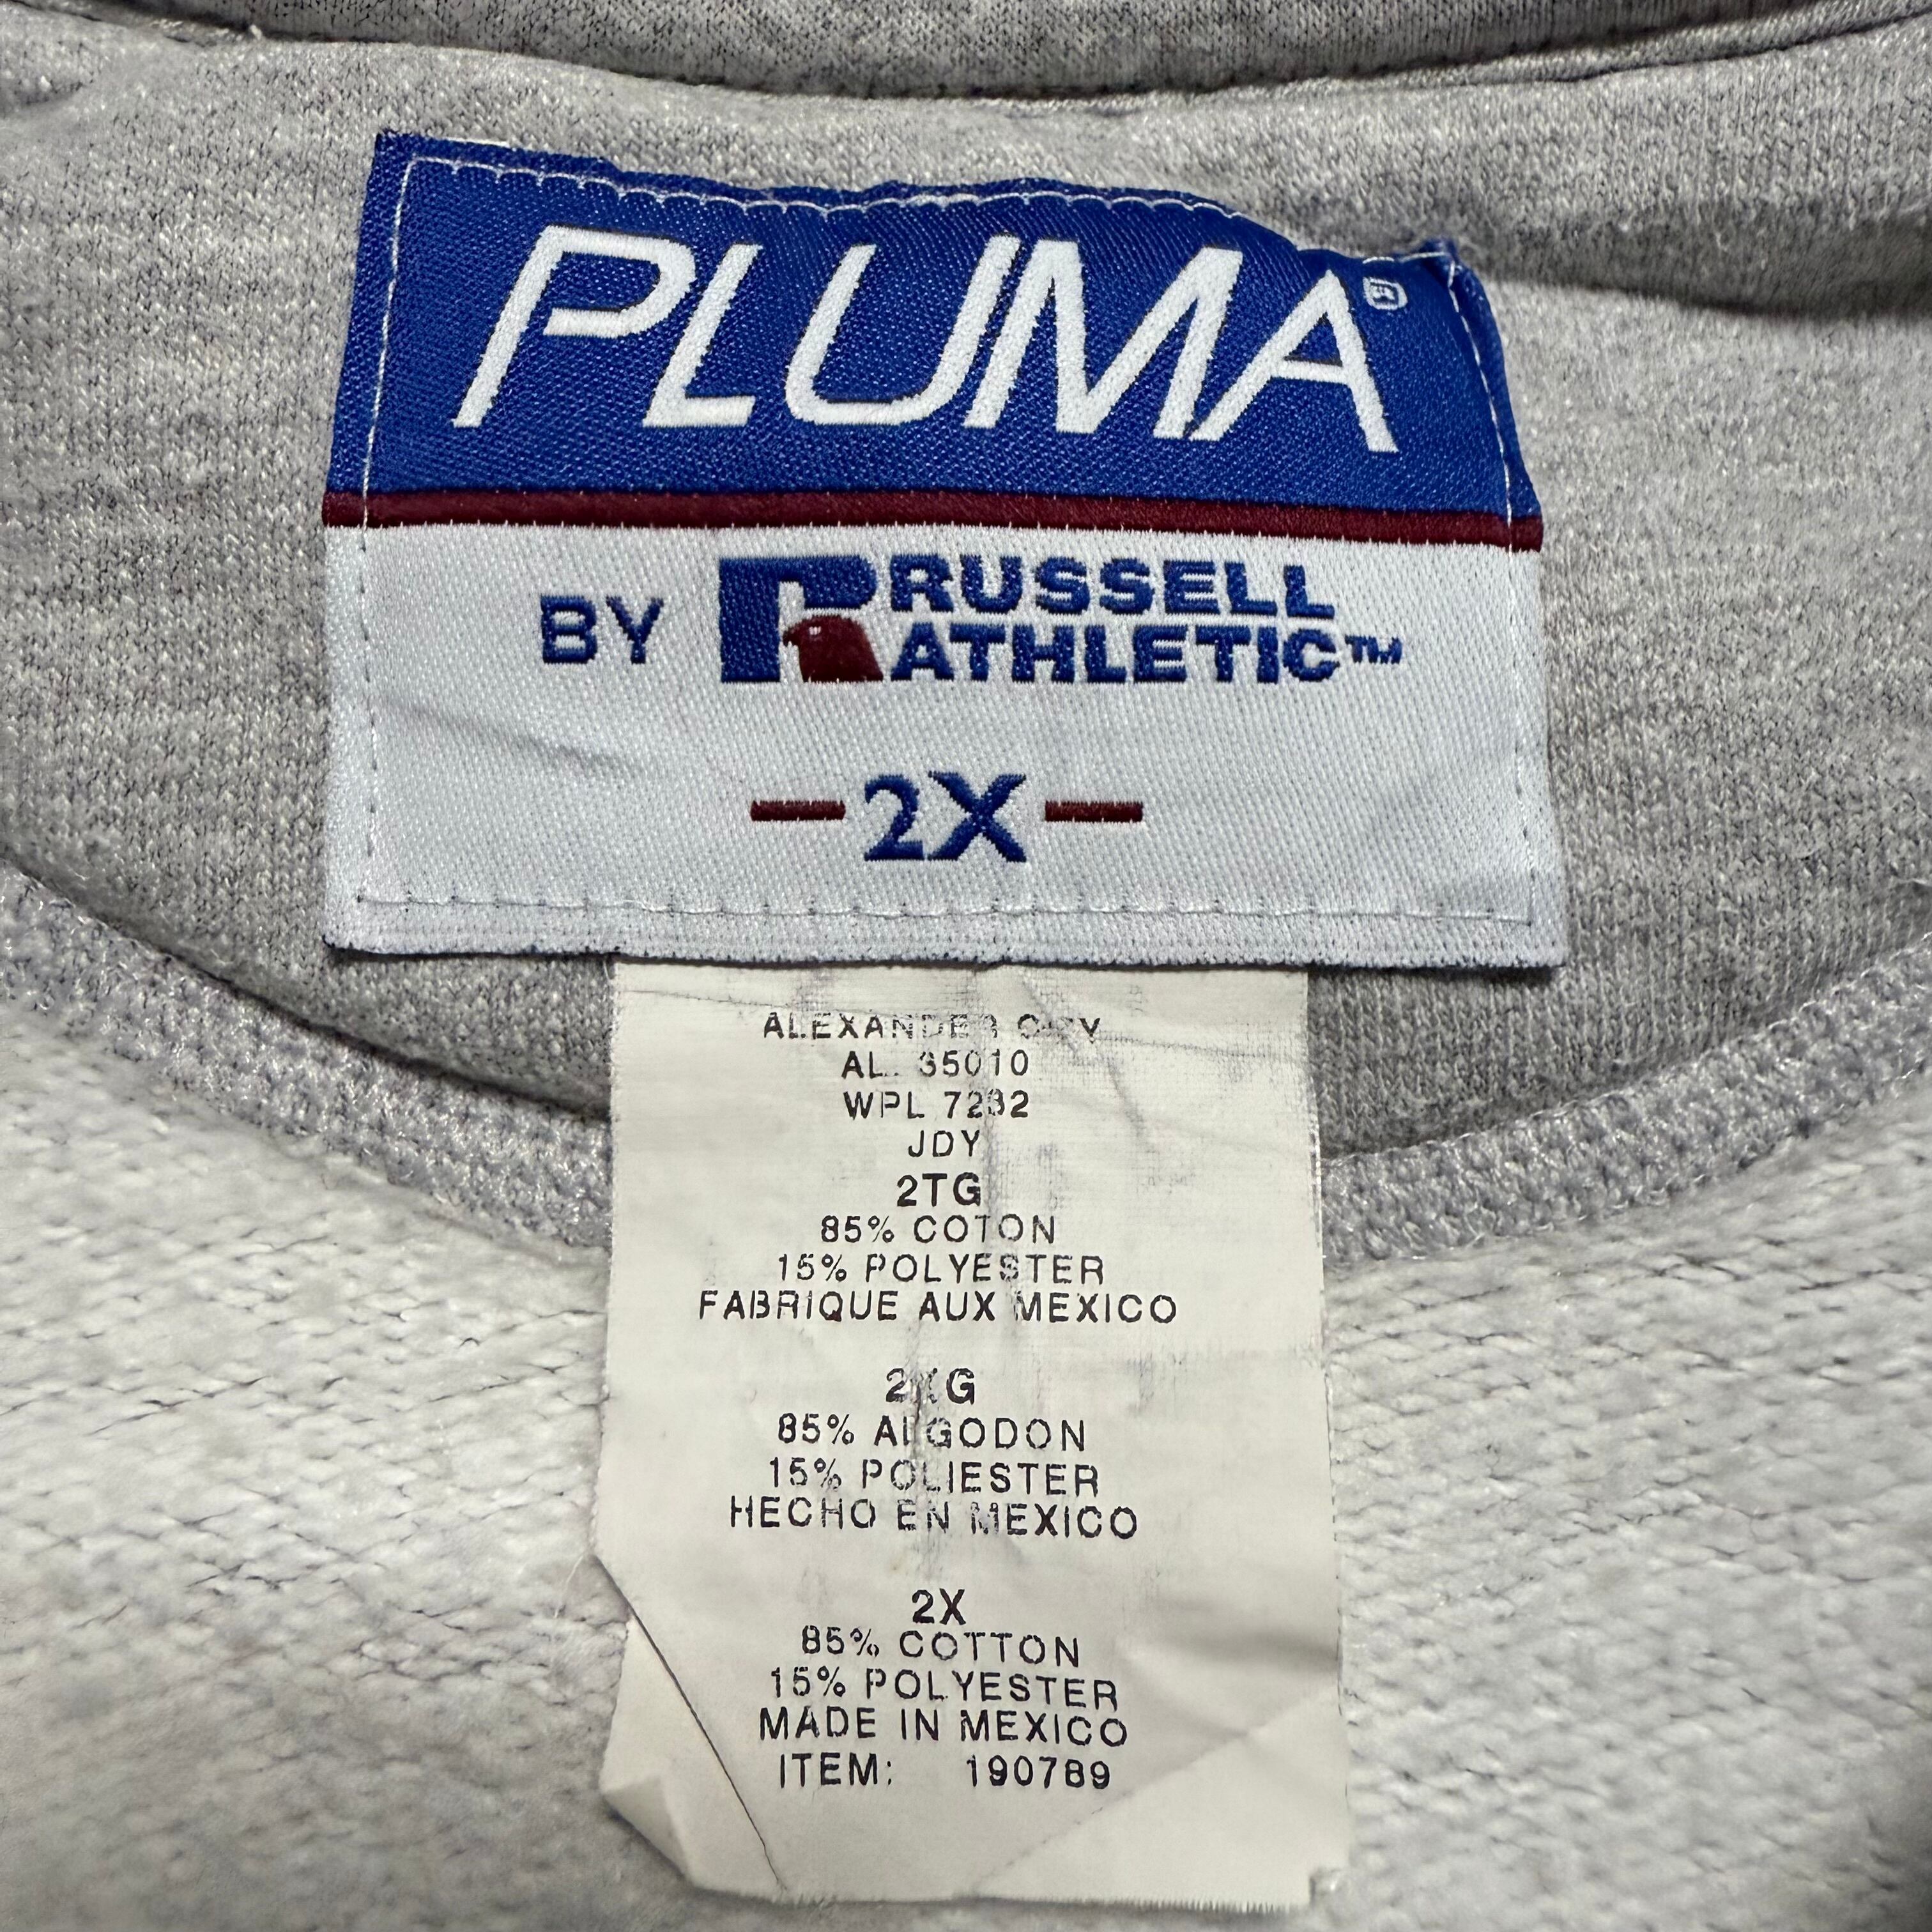 PLUMA®
BY RUSSELL
ATHLETIC™
2X
ALEXANDER CITY
AL. 35010
WPL 7232
JDY
2TG
85% COTON
15% POLYESTER
FABRIQUE AUX MEXICO
2XG
85% ALGODON
15% POLIESTER
HECHO EN MEXICO
2X
85% COTTON
15% POLYESTER
MADE IN MEXICO
ITEM: 190789